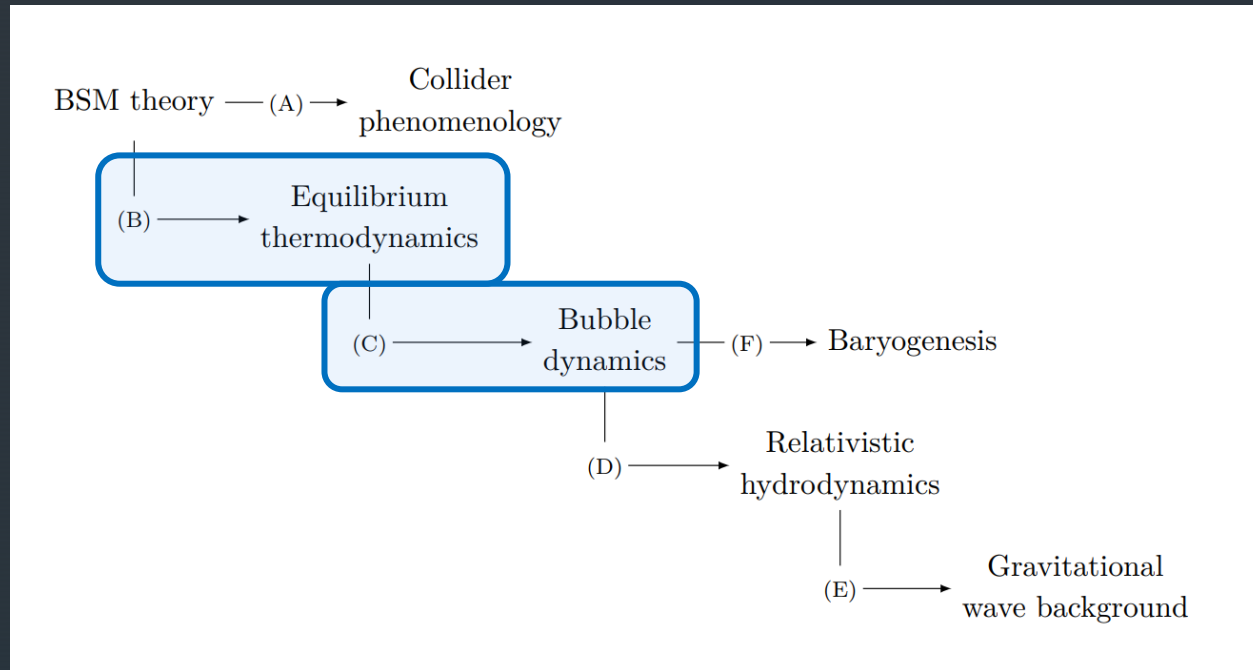 BSM theory (A) Collider
phenomenology
(B) Equilibrium
thermodynamics
(C) Bubble
dynamics
(F) Baryogenesis
(D) Relativistic
hydrodynamics
(E) Gravitational
wave background